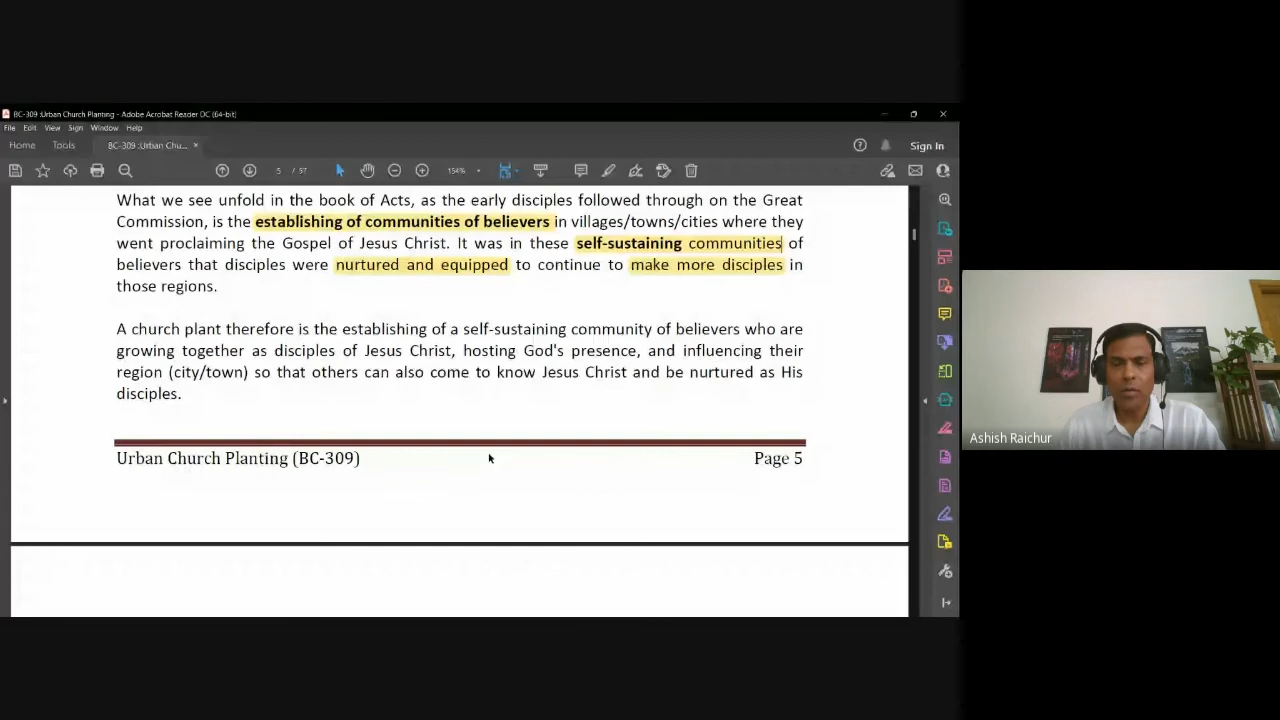 BC-309 :Urban Church Planting - Adobe Acrobat Reader DC (64-bit)
File Edit View Sign Window Help
Home Tools BC-309 :Urban Chu... × Sign In
5 / 57 154%
What we see unfold in the book of Acts, as the early disciples followed through on the Great
Commission, is the establishing of communities of believers in villages/towns/cities where they
went proclaiming the Gospel of Jesus Christ. It was in these self-sustaining communities of
believers that disciples were nurtured and equipped to continue to make more disciples in
those regions.
A church plant therefore is the establishing of a self-sustaining community of believers who are
growing together as disciples of Jesus Christ, hosting God's presence, and influencing their
region (city/town) so that others can also come to know Jesus Christ and be nurtured as His
disciples.
Urban Church Planting (BC-309) Page 5
Ashish Raichur